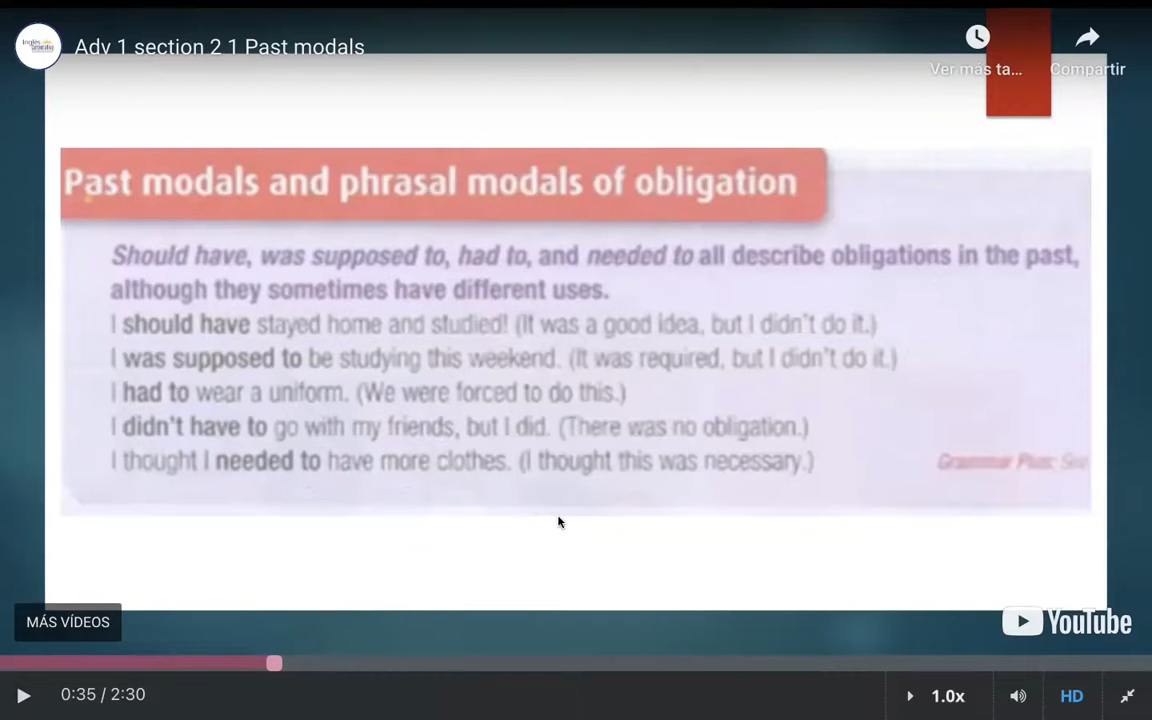 Adv 1 section 2 1 Past modals
Ver más ta...
Compartir
Past modals and phrasal modals of obligation
Should have, was supposed to, had to, and needed to all describe obligations in the past,
although they sometimes have different uses.
I should have stayed home and studied! (It was a good idea, but I didn't do it.)
I was supposed to be studying this weekend. (It was required, but I didn't do it.)
I had to wear a uniform. (We were forced to do this.)
I didn't have to go with my friends, but I did. (There was no obligation.)
I thought I needed to have more clothes. (I thought this was necessary.)
Grammar Plus: See
MÁS VÍDEOS
YouTube
0:35 / 2:30
1.0x
HD